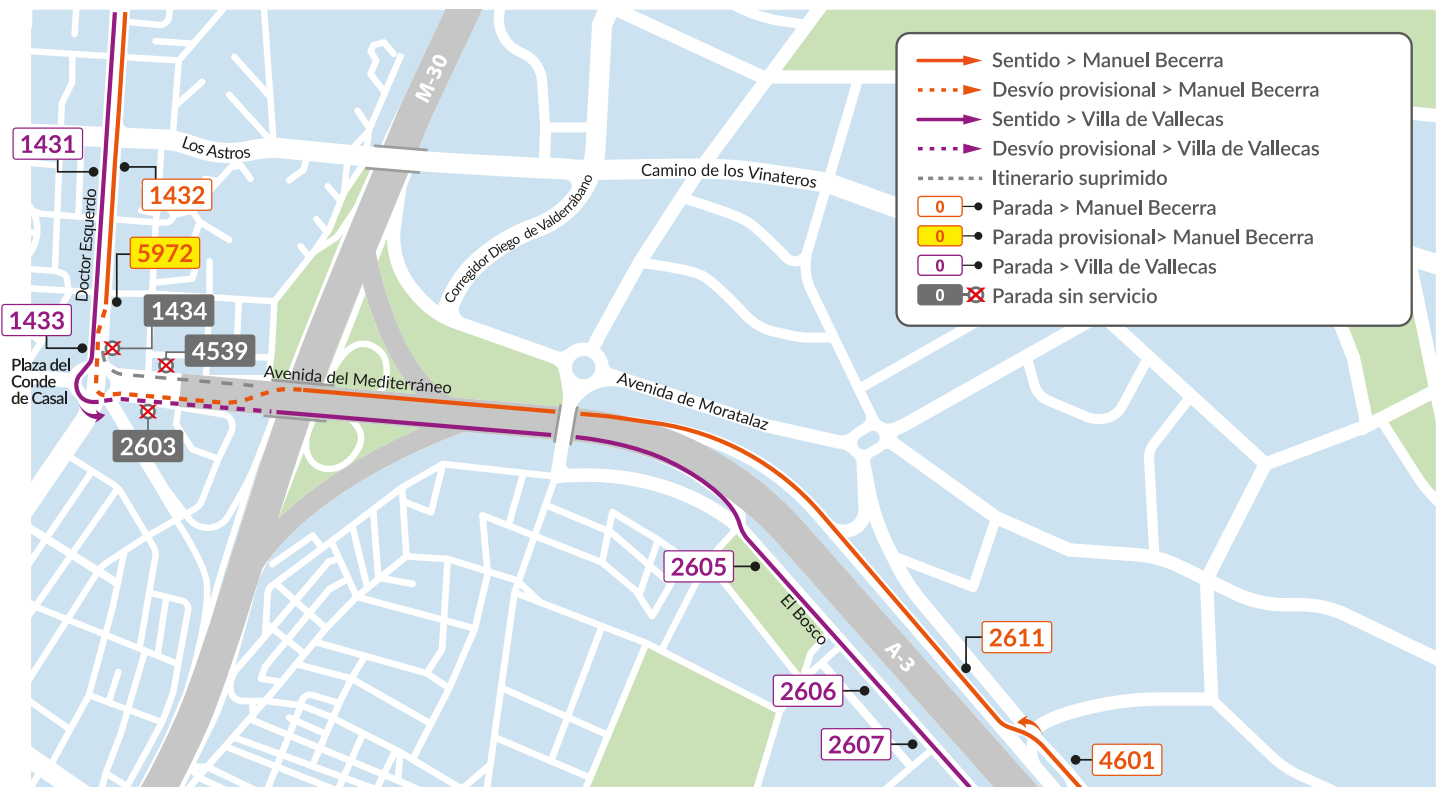 Sentido > Manuel Becerra
Desvío provisional > Manuel Becerra
Sentido > Villa de Vallecas
Desvío provisional > Villa de Vallecas
Itinerario suprimido
0 Parada > Manuel Becerra
0 Parada provisional> Manuel Becerra
0 Parada > Villa de Vallecas
0 Parada sin servicio
M-30
1431
Los Astros
1432
Camino de los Vinateros
Doctor Esquerdo
Corregidor Diego de Valderrábano
5972
1434
1433
4539
Plaza del
Conde
de Casal
Avenida del Mediterráneo
Avenida de Moratalaz
2603
2605
El Bosco
2611
A-3
2606
2607
4601